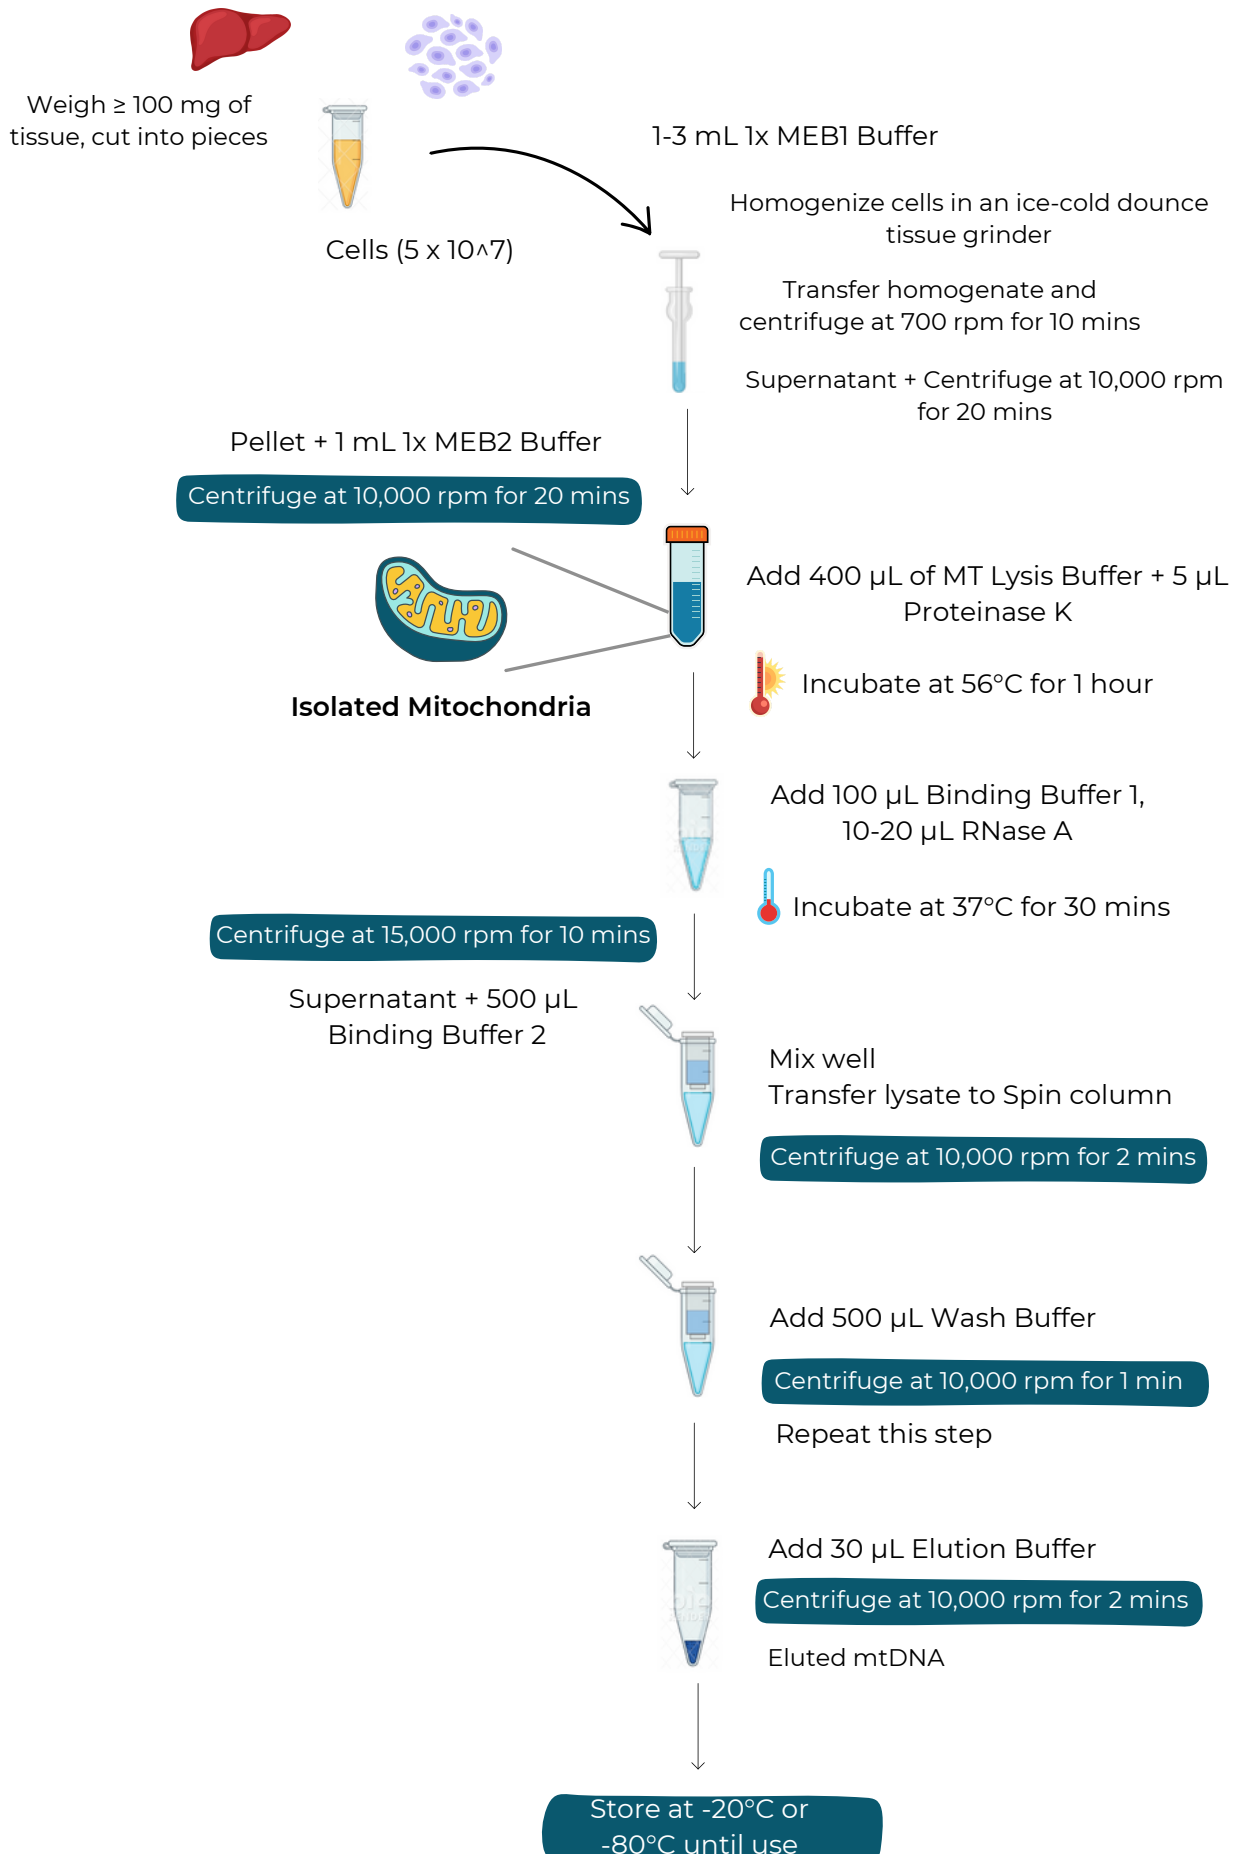 Weigh ≥ 100 mg of
tissue, cut into pieces
Cells (5 x 10^7)
1-3 mL 1x MEB1 Buffer
Homogenize cells in an ice-cold dounce
tissue grinder
Transfer homogenate and
centrifuge at 700 rpm for 10 mins
Supernatant + Centrifuge at 10,000 rpm
for 20 mins
Pellet + 1 mL 1x MEB2 Buffer
Centrifuge at 10,000 rpm for 20 mins
Isolated Mitochondria
Add 400 µL of MT Lysis Buffer + 5 µL
Proteinase K
Incubate at 56°C for 1 hour
Add 100 µL Binding Buffer 1,
10-20 µL RNase A
Incubate at 37°C for 30 mins
Centrifuge at 15,000 rpm for 10 mins
Supernatant + 500 µL
Binding Buffer 2
Mix well
Transfer lysate to Spin column
Centrifuge at 10,000 rpm for 2 mins
Add 500 µL Wash Buffer
Centrifuge at 10,000 rpm for 1 min
Repeat this step
Add 30 µL Elution Buffer
Centrifuge at 10,000 rpm for 2 mins
Eluted mtDNA
Store at -20°C or
-80°C until use